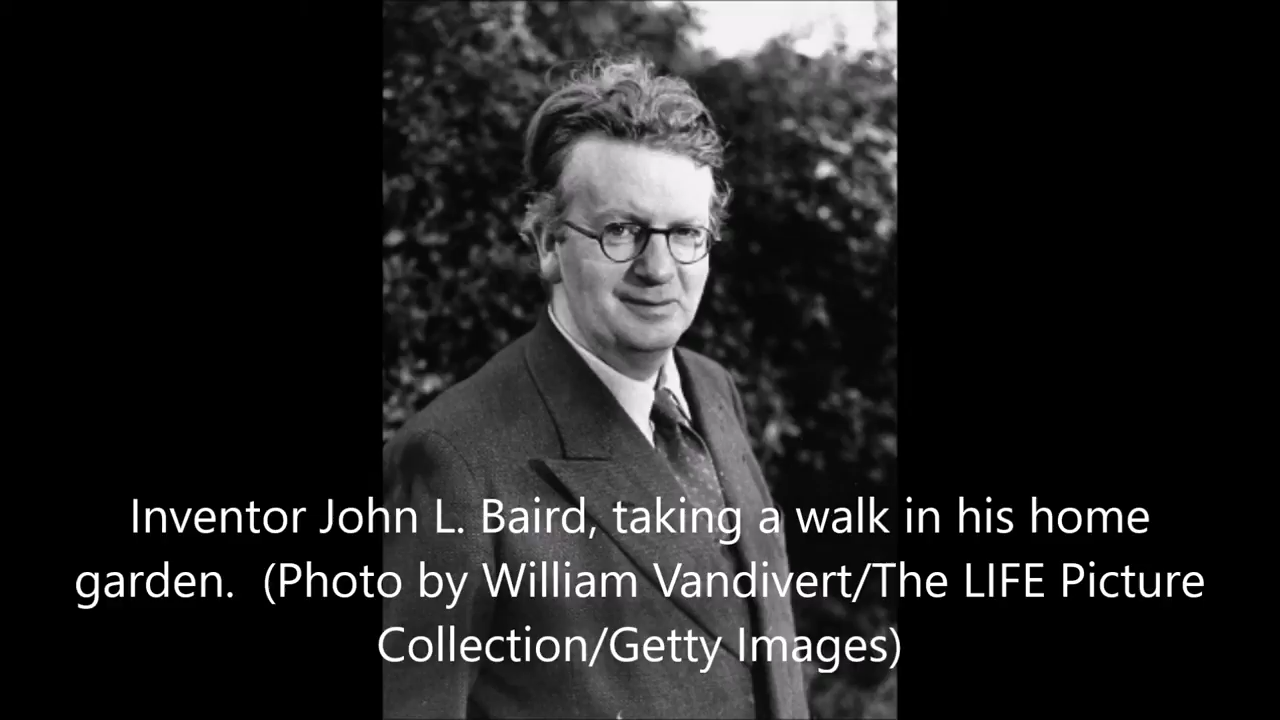 Inventor John L. Baird, taking a walk in his home
garden.  (Photo by William Vandivert/The LIFE Picture
Collection/Getty Images)